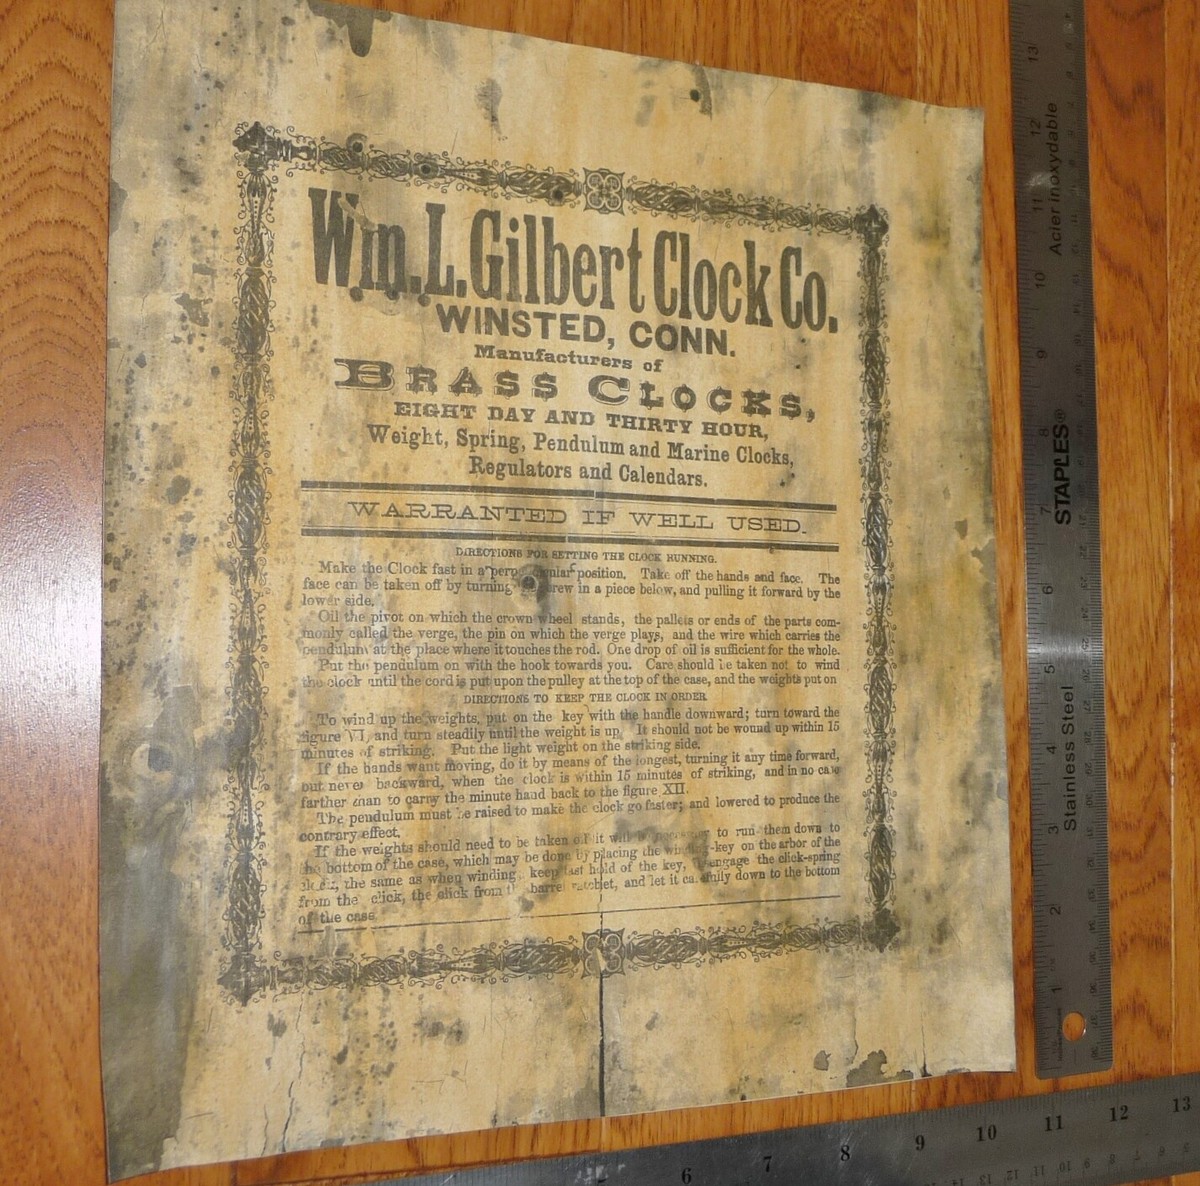 Wm. L. Gilbert Clock Co.
WINSTED, CONN.
Manufacturers of
BRASS CLOCKS,
EIGHT DAY AND THIRTY HOUR,
Weight, Spring, Pendulum and Marine Clocks,
Regulators and Calendars.
WARRANTED IF WELL USED.
DIRECTIONS FOR SETTING THE CLOCK RUNNING.
Make the Clock fast in a position. Take off the hands and face. The
face can be taken off by turning in a piece below, and pulling it forward by the
lower side.
Oil the pivot on which the crown wheel stands, the pallets or ends of the parts com-
monly called the verge, the pin on which the verge plays, and the wire which carries the
pendulum at the place where it touches the rod. One drop of oil is sufficient for the whole.
Put the pendulum on with the hook towards you. Care should be taken not to wind
the clock until the cord is put upon the pulley at the top of the case, and the weights put on
DIRECTIONS TO KEEP THE CLOCK IN ORDER
To wind up the weights, put on the key with the handle downward; turn toward the
figure VI, and turn steadily until the weight is up. It should not be wound up within 15
minutes of striking. Put the light weight on the striking side.
If the hands want moving, do it by means of the longest, turning it any time forward,
but never backward, when the clock is within 15 minutes of striking, and in no case
farther than to carry the minute hand back to the figure XII.
The pendulum must be raised to make the clock go faster; and lowered to produce the
contrary effect.
If the weights should need to be taken off it will be to run them down to
the bottom of the case, which may be done by placing the -key on the arbor of the
the same as when winding, keep fast hold of the key, the click-spring
from the click, the click from barrel ratchet, and let it down to the bottom
of the case
13
12
11
10
9
8
7
6
5
4
3
2
1
Acier Inoxydable
STAPLES®
Stainless Steel
6 7 8 9 10 11 12 13